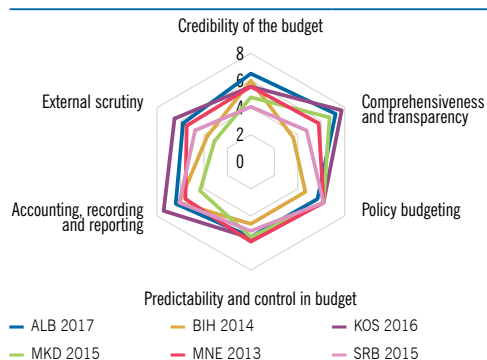 Credibility of the budget
8
6
4
2
0
External scrutiny
Comprehensiveness
and transparency
Accounting, recording
and reporting
Policy budgeting
Predictability and control in budget
ALB 2017
BIH 2014
KOS 2016
MKD 2015
MNE 2013
SRB 2015